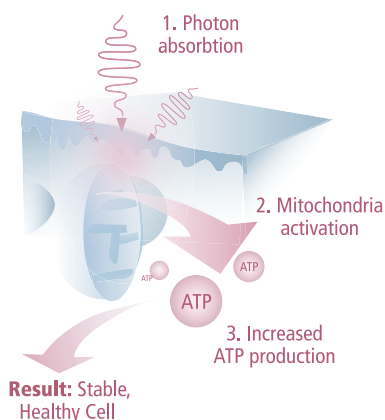 1. Photon
absorbtion
2. Mitochondria
activation
ATP
ATP
ATP
3. Increased
ATP production
Result: Stable,
Healthy Cell